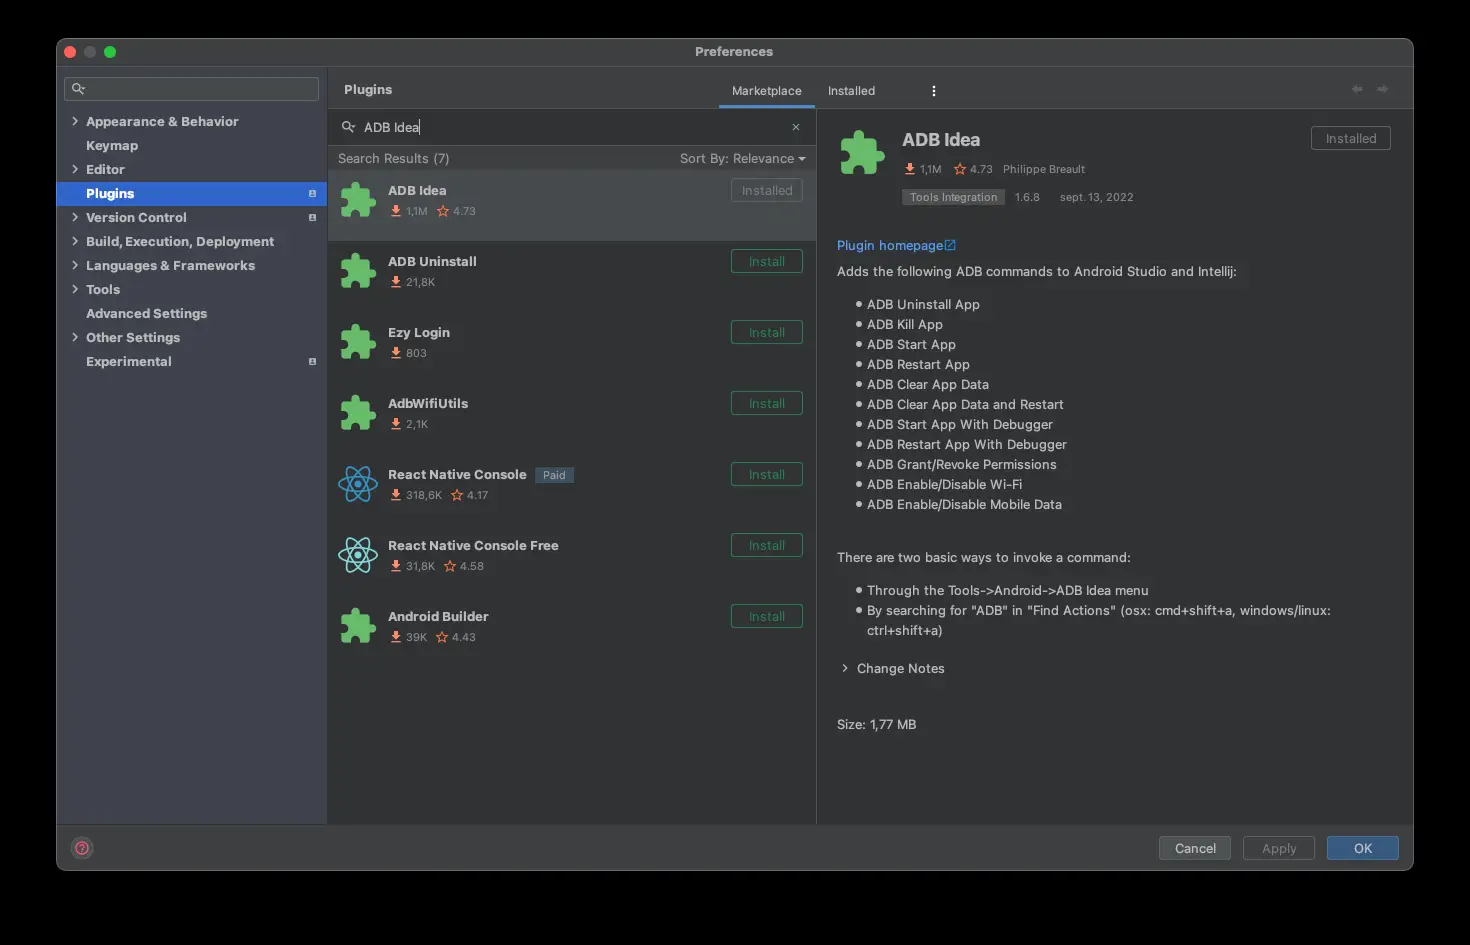 Preferences
Appearance & Behavior
Keymap
Editor
Plugins
Version Control
Build, Execution, Deployment
Languages & Frameworks
Tools
Advanced Settings
Other Settings
Experimental
Plugins
Marketplace
Installed
ADB Idea
Search Results (7)
Sort By: Relevance
ADB Idea
1,1M
4.73
Installed
ADB Uninstall
21,8K
Install
Ezy Login
803
Install
AdbWifiUtils
2,1K
Install
React Native Console
Paid
318,6K
4.17
Install
React Native Console Free
31,8K
4.58
Install
Android Builder
39K
4.43
Install
ADB Idea
Installed
1,1M
4.73
Philippe Breault
Tools Integration
1.6.8
sept. 13, 2022
Plugin homepage
Adds the following ADB commands to Android Studio and Intellij:
ADB Uninstall App
ADB Kill App
ADB Start App
ADB Restart App
ADB Clear App Data
ADB Clear App Data and Restart
ADB Start App With Debugger
ADB Restart App With Debugger
ADB Grant/Revoke Permissions
ADB Enable/Disable Wi-Fi
ADB Enable/Disable Mobile Data
There are two basic ways to invoke a command:
Through the Tools->Android->ADB Idea menu
By searching for "ADB" in "Find Actions" (osx: cmd+shift+a, windows/linux:
ctrl+shift+a)
Change Notes
Size: 1,77 MB
Cancel
Apply
OK